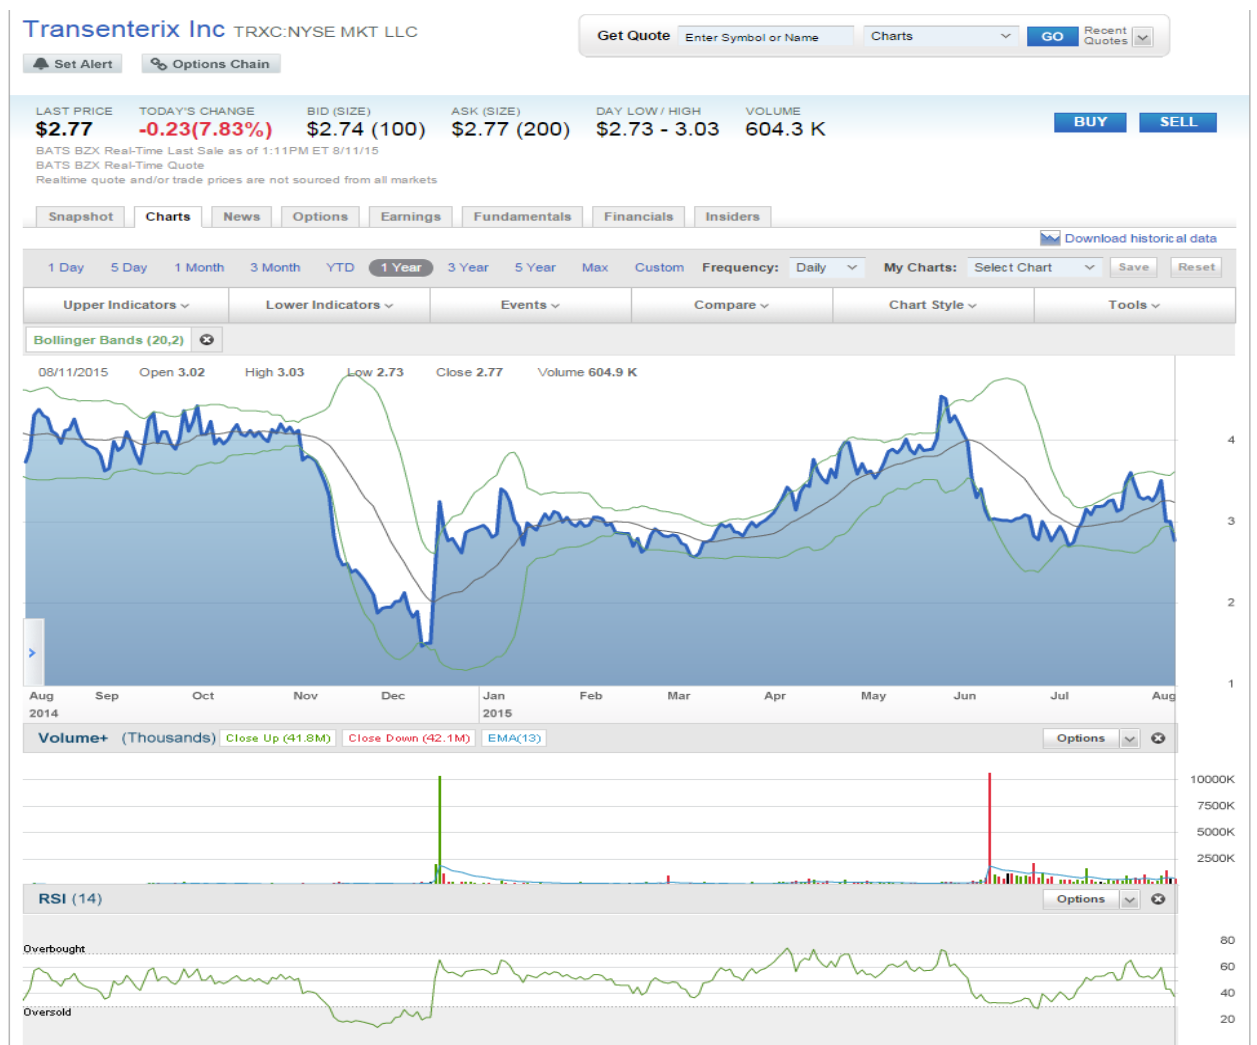 Transenterix Inc TRXC:NYSE MKT LLC
Get Quote Enter Symbol or Name Charts GO Recent Quotes
Set Alert Options Chain
LAST PRICE TODAY'S CHANGE BID (SIZE) ASK (SIZE) DAY LOW / HIGH VOLUME
$2.77 -0.23(7.83%) $2.74 (100) $2.77 (200) $2.73 - 3.03 604.3 K BUY SELL
BATS BZX Real-Time Last Sale as of 1:11PM ET 8/11/15
BATS BZX Real-Time Quote
Realtime quote and/or trade prices are not sourced from all markets
Snapshot Charts News Options Earnings Fundamentals Financials Insiders
Download historical data
1 Day 5 Day 1 Month 3 Month YTD 1 Year 3 Year 5 Year Max Custom Frequency: Daily My Charts: Select Chart Save Reset
Upper Indicators Lower Indicators Events Compare Chart Style Tools
Bollinger Bands (20,2)
08/11/2015 Open 3.02 High 3.03 Low 2.73 Close 2.77 Volume 604.9 K
4
3
2
1
Aug Sep Oct Nov Dec Jan Feb Mar Apr May Jun Jul Aug
2014 2015
Volume+ (Thousands) Close Up (41.8M) Close Down (42.1M) EMA(13) Options
10000K
7500K
5000K
2500K
RSI (14) Options
Overbought 80
60
40
Oversold 20